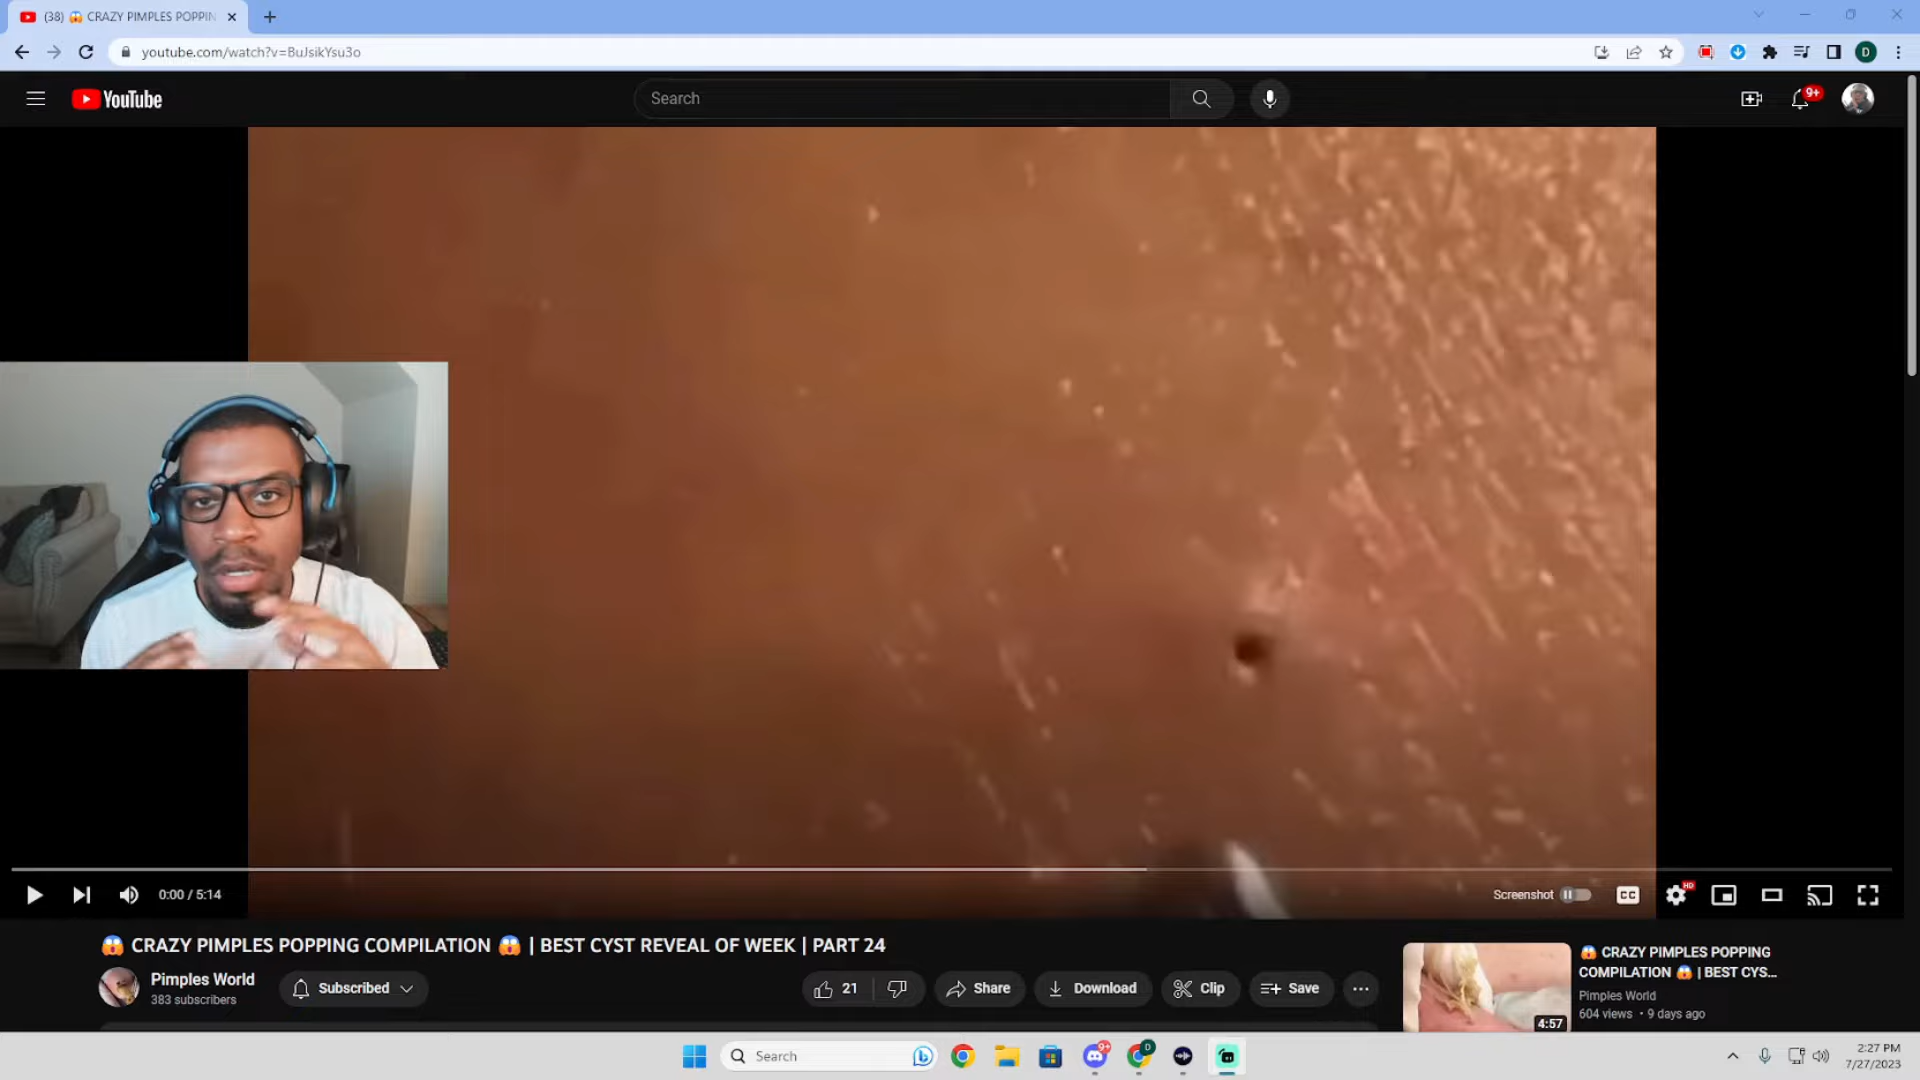 (38) 😱 CRAZY PIMPLES POPPIN
youtube.com/watch?v=BuJsikYsu3o
D
YouTube
Search
9+
0:00 / 5:14
Screenshot
CC
HD
😱 CRAZY PIMPLES POPPING COMPILATION 😱 | BEST CYST REVEAL OF WEEK | PART 24
Pimples World
383 subscribers
Subscribed
21
Share
Download
Clip
Save
😱 CRAZY PIMPLES POPPING
COMPILATION 😱 | BEST CYS...
Pimples World
604 views • 9 days ago
4:57
Search
9+
D
2:27 PM
7/27/2023